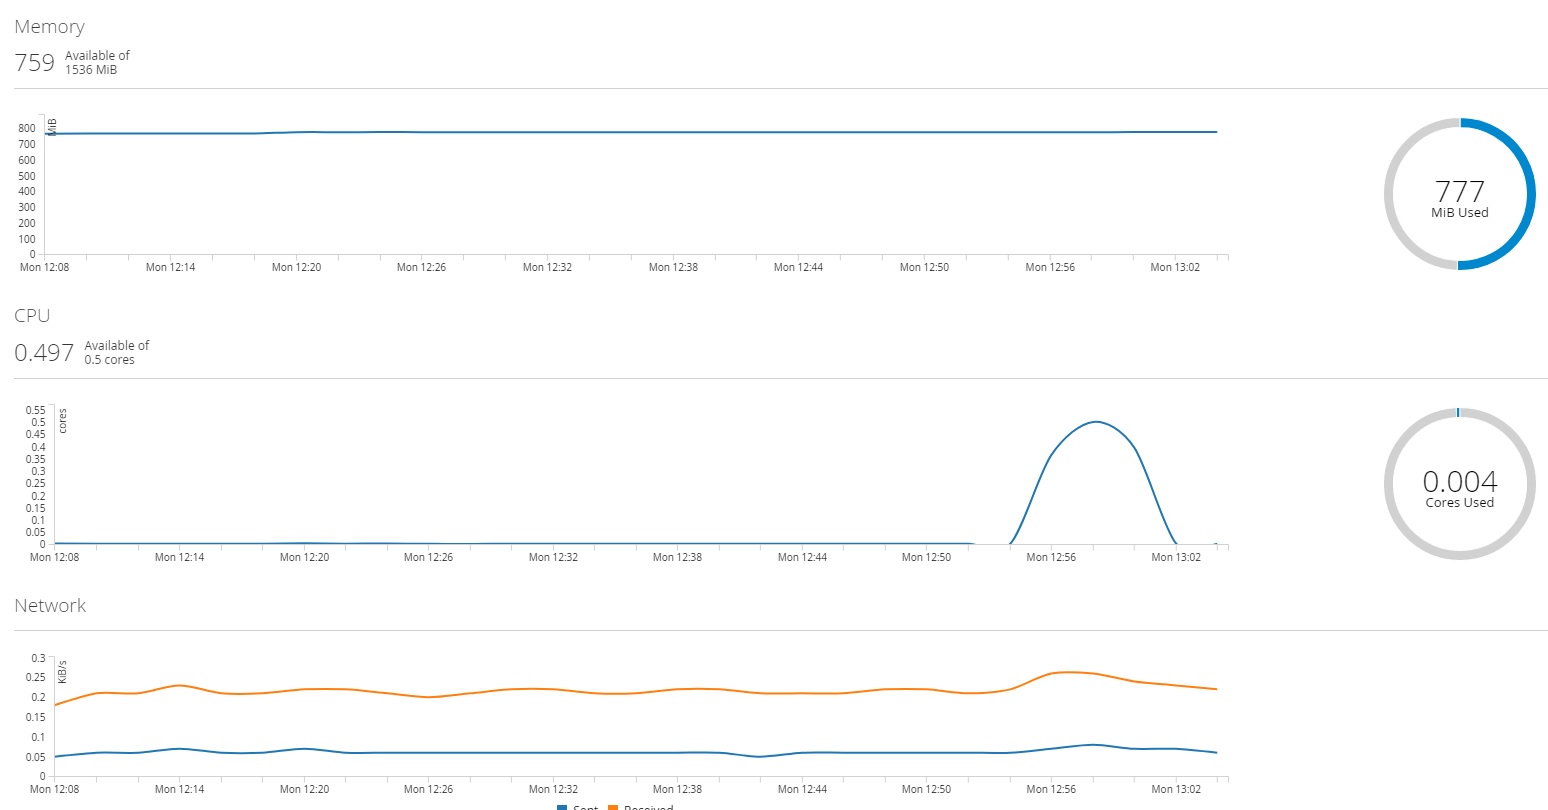 Memory
759 Available of
1536 MiB
MiB
800
700
600
500
400
300
200
100
0
Mon 12:08 Mon 12:14 Mon 12:20 Mon 12:26 Mon 12:32 Mon 12:38 Mon 12:44 Mon 12:50 Mon 12:56 Mon 13:02
777
MiB Used
CPU
0.497 Available of
0.5 cores
cores
0.55
0.5
0.45
0.4
0.35
0.3
0.25
0.2
0.15
0.1
0.05
0
Mon 12:08 Mon 12:14 Mon 12:20 Mon 12:26 Mon 12:32 Mon 12:38 Mon 12:44 Mon 12:50 Mon 12:56 Mon 13:02
0.004
Cores Used
Network
KiB/s
0.3
0.25
0.2
0.15
0.1
0.05
0
Mon 12:08 Mon 12:14 Mon 12:20 Mon 12:26 Mon 12:32 Mon 12:38 Mon 12:44 Mon 12:50 Mon 12:56 Mon 13:02
Sent Received